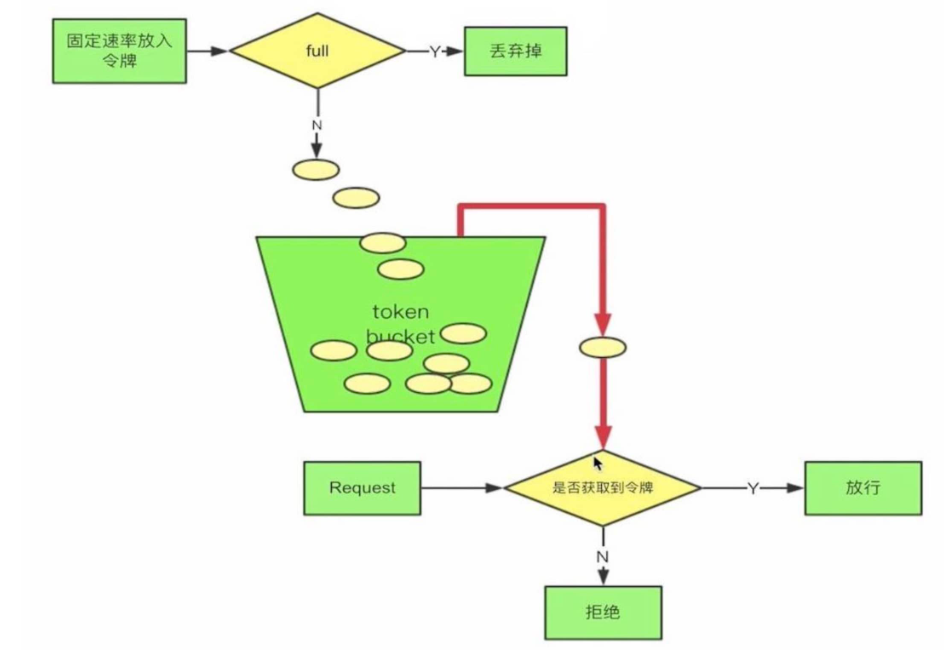 固定速率放入
令牌
full
Y
丢弃掉
N
token
bucket
Request
是否获取到令牌
Y
放行
N
拒绝